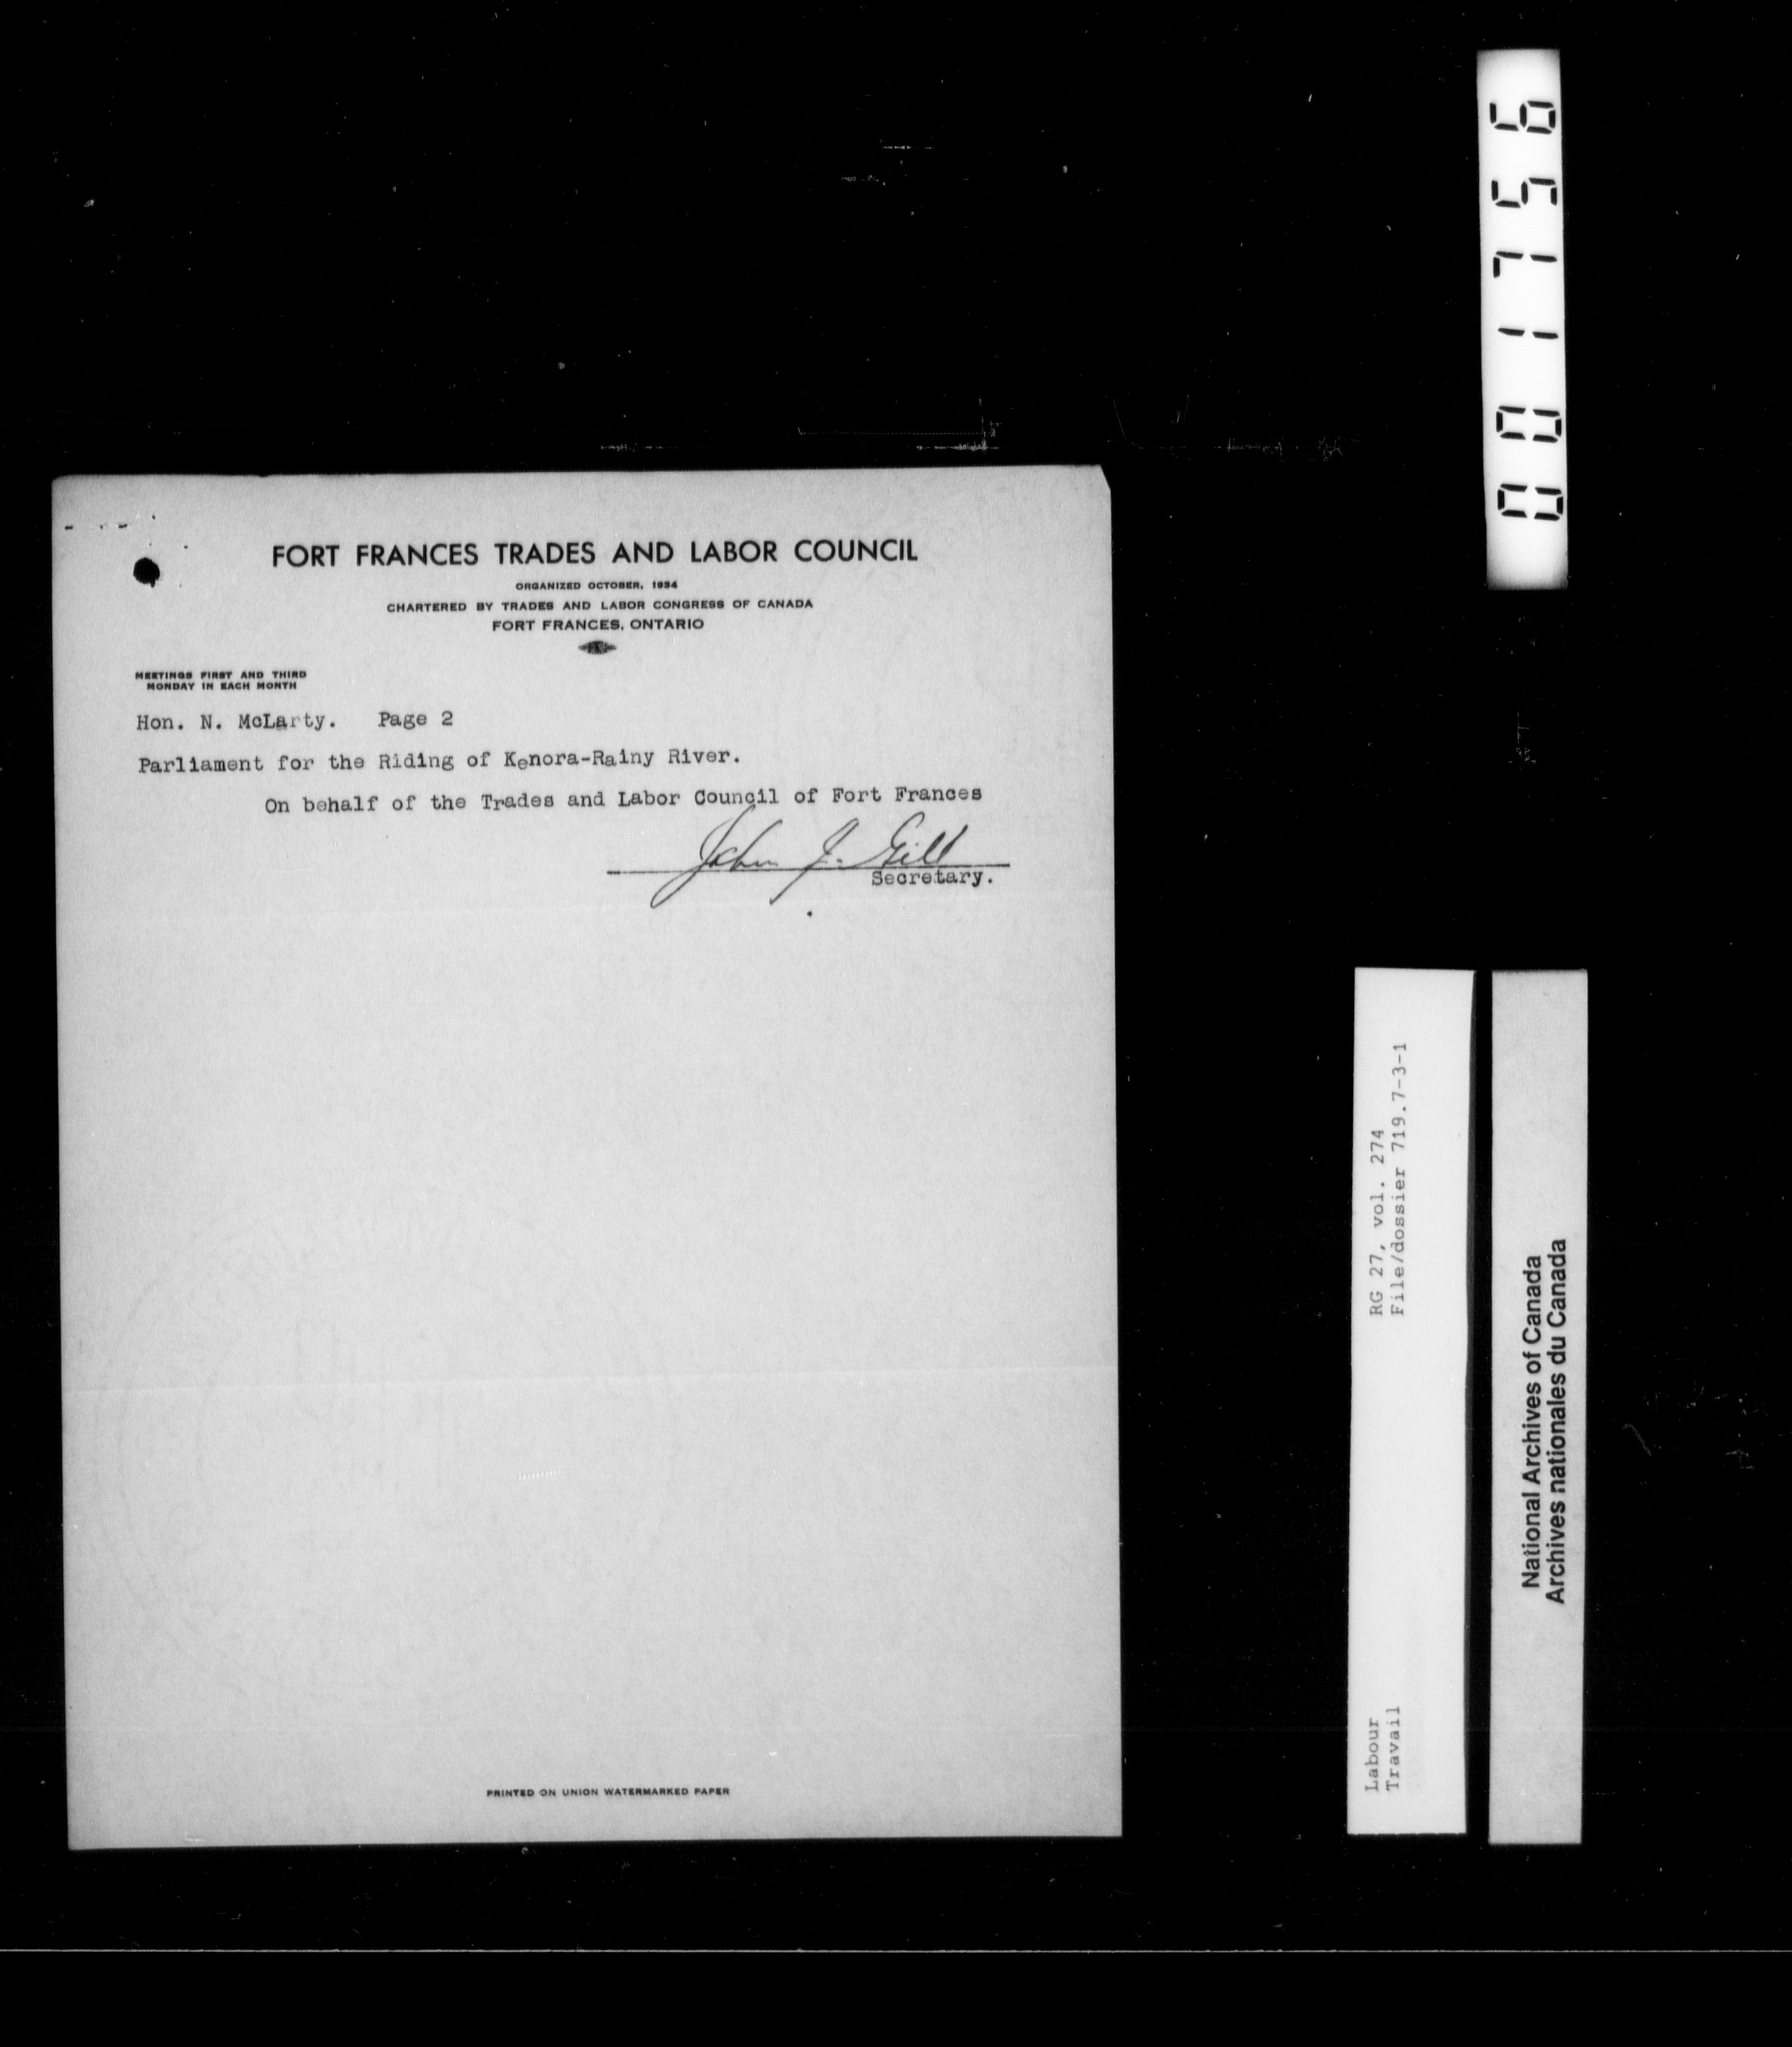 FORT FRANCES TRADES AND LABOR COUNCIL
ORGANIZED OCTOBER, 1934
CHARTERED BY TRADES AND LABOR CONGRESS OF CANADA
FORT FRANCES, ONTARIO
MEETINGS FIRST AND THIRD
MONDAY IN EACH MONTH
Hon. N. McLarty. Page 2
Parliament for the Riding of Kenora-Rainy River.
On behalf of the Trades and Labor Council of Fort Frances
John J. Gill
Secretary.
PRINTED ON UNION WATERMARKED PAPER
001756
RG 27, vol. 274
File/dossier 719.7-3-1
Labour
Travail
National Archives of Canada
Archives nationales du Canada